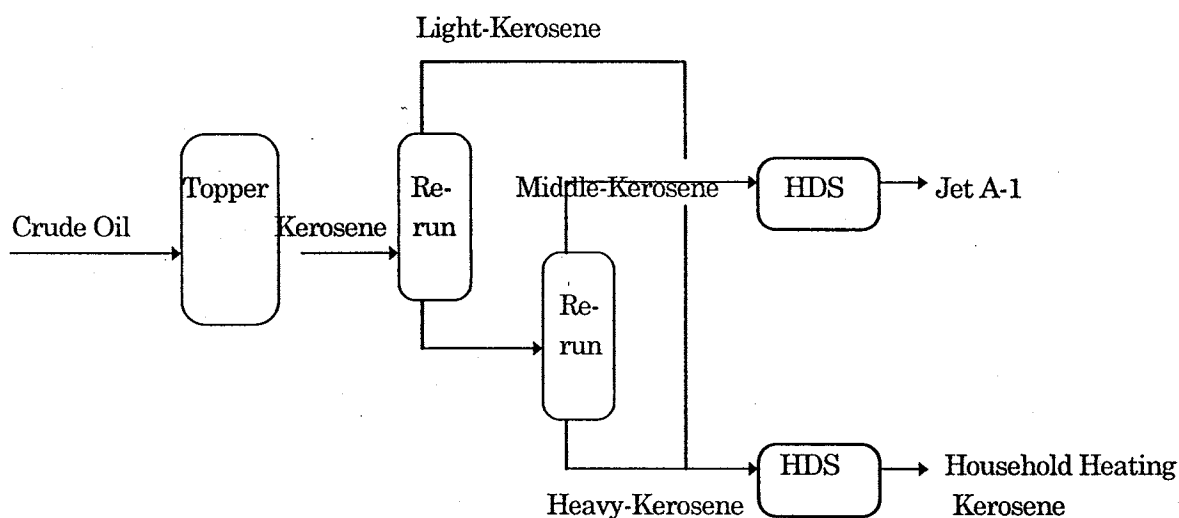 Light-Kerosene
Topper
Re-
run
Middle-Kerosene
HDS
Jet A-1
Crude Oil
Kerosene
Re-
run
HDS
Household Heating
Kerosene
Heavy-Kerosene